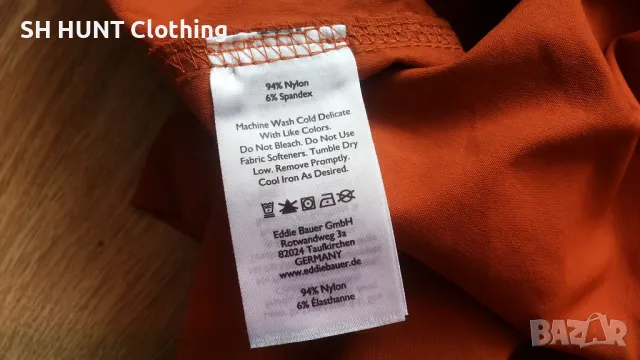 SH HUNT Clothing
94% Nylon
6% Spandex
Machine Wash Cold Delicate
With Like Colors.
Do Not Bleach. Do Not Use
Fabric Softeners. Tumble Dry
Low. Remove Promptly.
Cool Iron As Desired.
Eddie Bauer GmbH
Rotwandweg 3a
82024 Taufkirchen
GERMANY
www.eddiebauer.de
94% Nylon
6% Élasthanne
BAZAR
bg